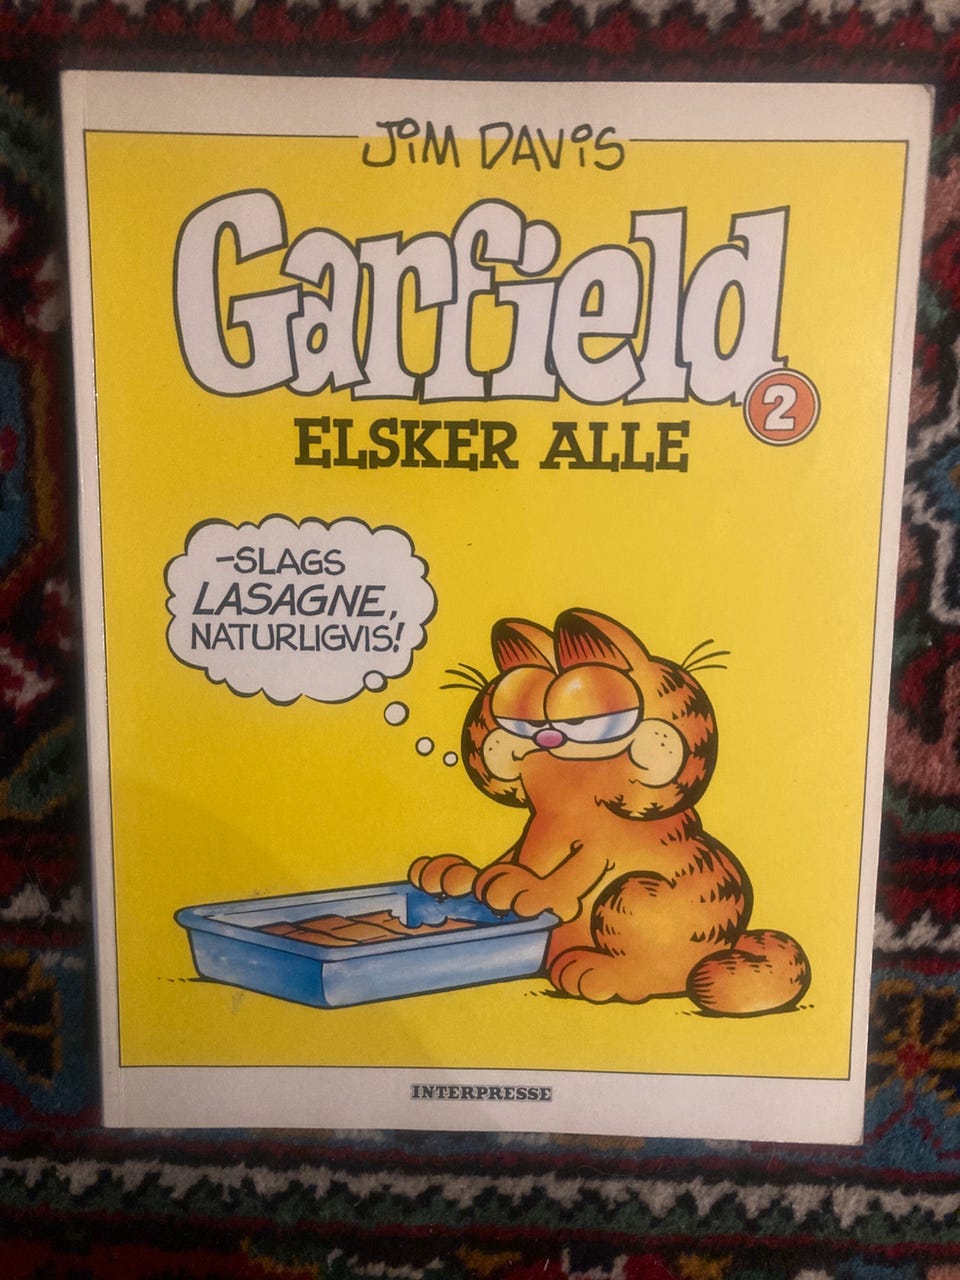 JiM DAViS
Garfield
2
ELSKER ALLE
-SLAGS
LASAGNE,
NATURLIGVIS!
INTERPRESSE